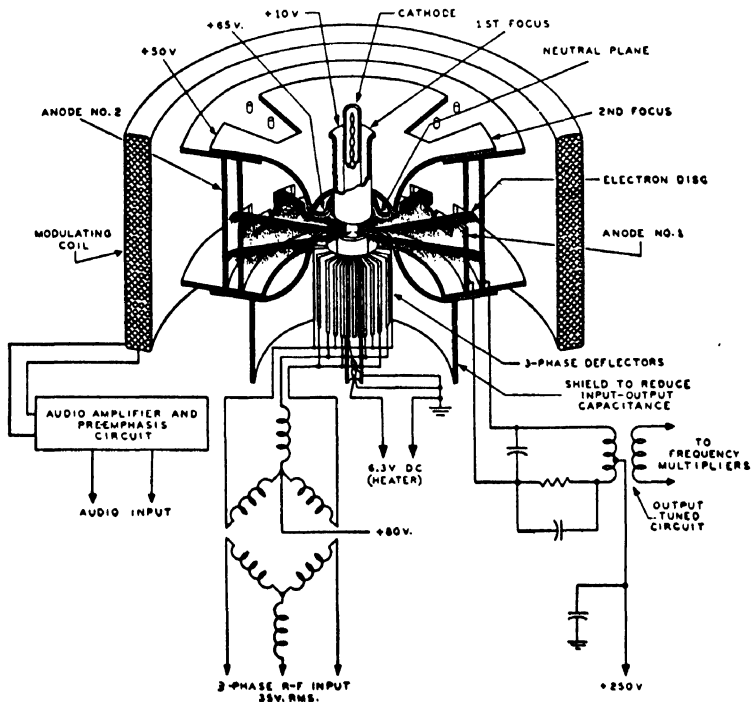 +10V
CATHODE
+65V.
1ST FOCUS
+50V
NEUTRAL PLANE
ANODE NO.2
2ND FOCUS
ELECTRON DISC
MODULATING
COIL
ANODE NO.1
3-PHASE DEFLECTORS
SHIELD TO REDUCE
INPUT-OUTPUT
CAPACITANCE
AUDIO AMPLIFIER AND
PREEMPHASIS
CIRCUIT
6.3V DC
(HEATER)
TO
FREQUENCY
MULTIPLIERS
AUDIO INPUT
OUTPUT
TUNED
CIRCUIT
+80V.
3-PHASE R-F INPUT
35V. RMS.
+250V